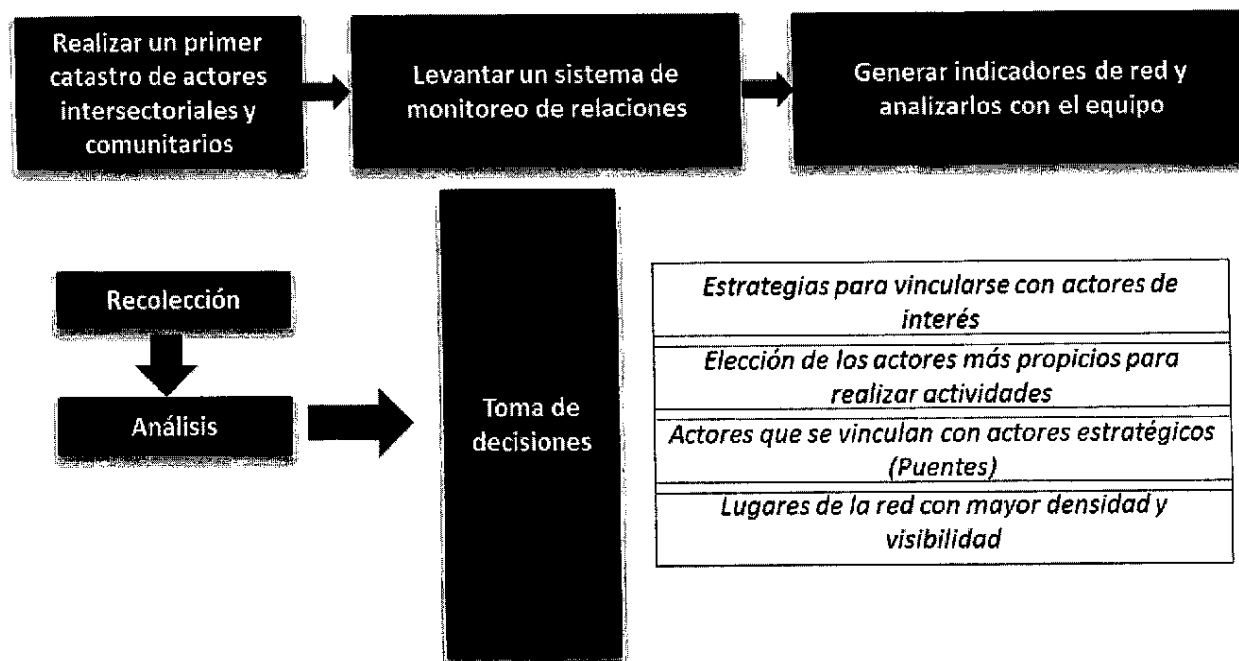 Realizar un primer
catastro de actores
intersectoriales y
comunitarios
Levantar un sistema de
monitoreo de relaciones
Generar indicadores de red y
analizarlos con el equipo
Recolección
Análisis
Toma de
decisiones
Estrategias para vincularse con actores de
interés
Elección de los actores más propicios para
realizar actividades
Actores que se vinculan con actores estratégicos
(Puentes)
Lugares de la red con mayor densidad y
visibilidad